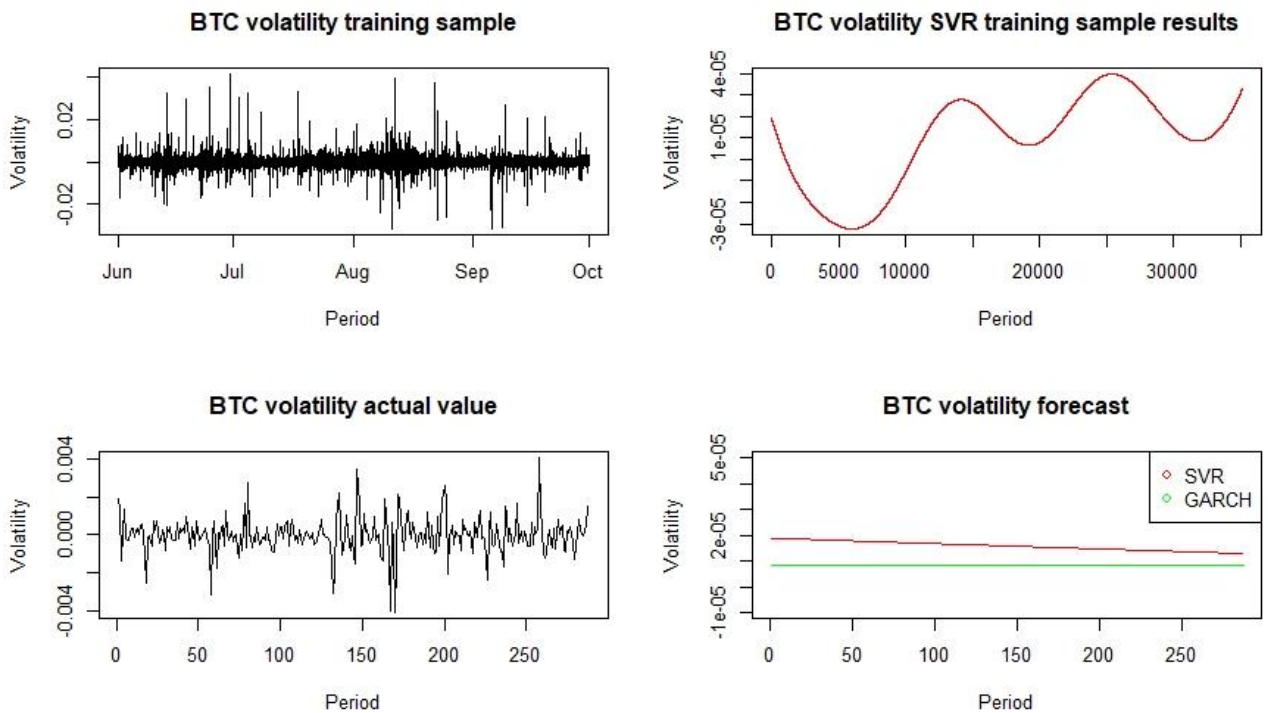 BTC volatility training sample
Volatility
0.02
-0.02
Jun Jul Aug Sep Oct
Period
BTC volatility SVR training sample results
Volatility
4e-05
1e-05
-3e-05
0 5000 10000 20000 30000
Period
BTC volatility actual value
Volatility
0.004
0.000
-0.004
0 50 100 150 200 250
Period
BTC volatility forecast
Volatility
5e-05
2e-05
-1e-05
SVR
GARCH
0 50 100 150 200 250
Period